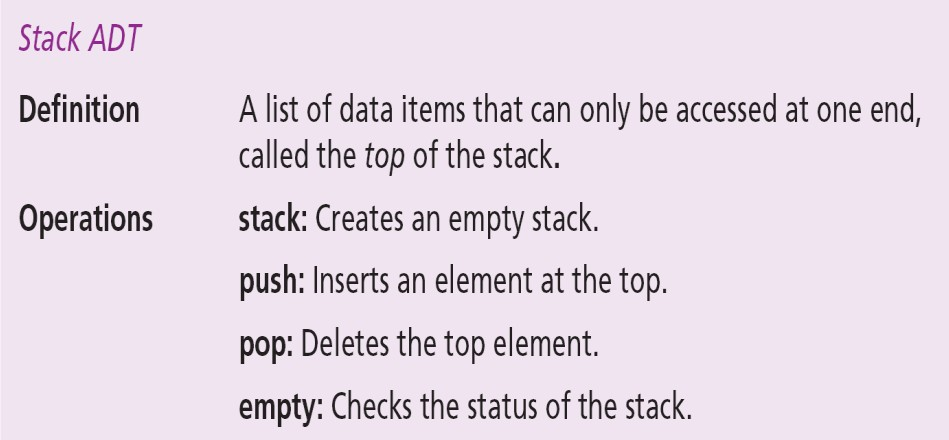 Stack ADT
Definition A list of data items that can only be accessed at one end,
called the top of the stack.
Operations stack: Creates an empty stack.
push: Inserts an element at the top.
pop: Deletes the top element.
empty: Checks the status of the stack.